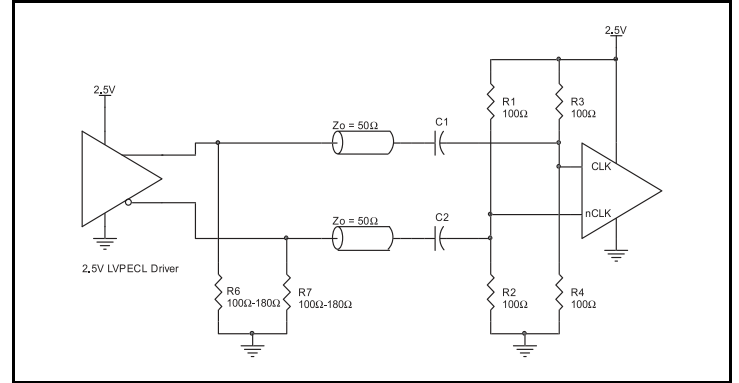 2.5V
2.5V
Zo = 50Ω
C1
R1
100Ω
R3
100Ω
CLK
nCLK
Zo = 50Ω
C2
2.5V LVPECL Driver
R6
100Ω-180Ω
R7
100Ω-180Ω
R2
100Ω
R4
100Ω